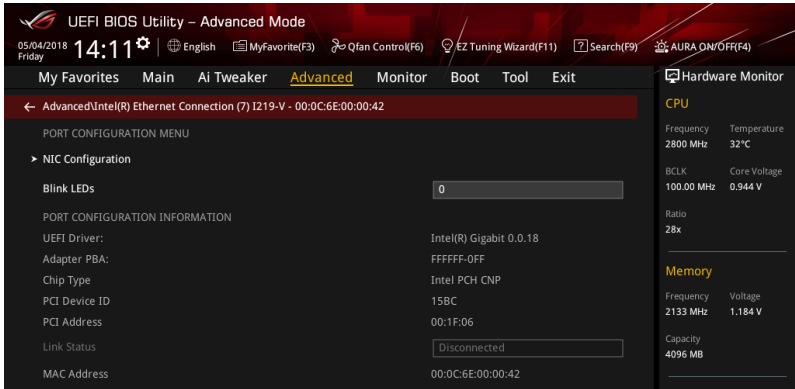 UEFI BIOS Utility – Advanced Mode
05/04/2018 Friday 14:11 English MyFavorite(F3) Qfan Control(F6) EZ Tuning Wizard(F11) ? Search(F9) AURA ON/OFF(F4)
My Favorites Main Ai Tweaker Advanced Monitor Boot Tool Exit
Hardware Monitor
← Advanced\Intel(R) Ethernet Connection (7) I219-V - 00:0C:6E:00:00:42
PORT CONFIGURATION MENU
➤ NIC Configuration
Blink LEDs 0
PORT CONFIGURATION INFORMATION
UEFI Driver: Intel(R) Gigabit 0.0.18
Adapter PBA: FFFFFF-0FF
Chip Type Intel PCH CNP
PCI Device ID 15BC
PCI Address 00:1F:06
Link Status Disconnected
MAC Address 00:0C:6E:00:00:42
CPU
Frequency Temperature
2800 MHz 32°C
BCLK Core Voltage
100.00 MHz 0.944 V
Ratio
28x
Memory
Frequency Voltage
2133 MHz 1.184 V
Capacity
4096 MB